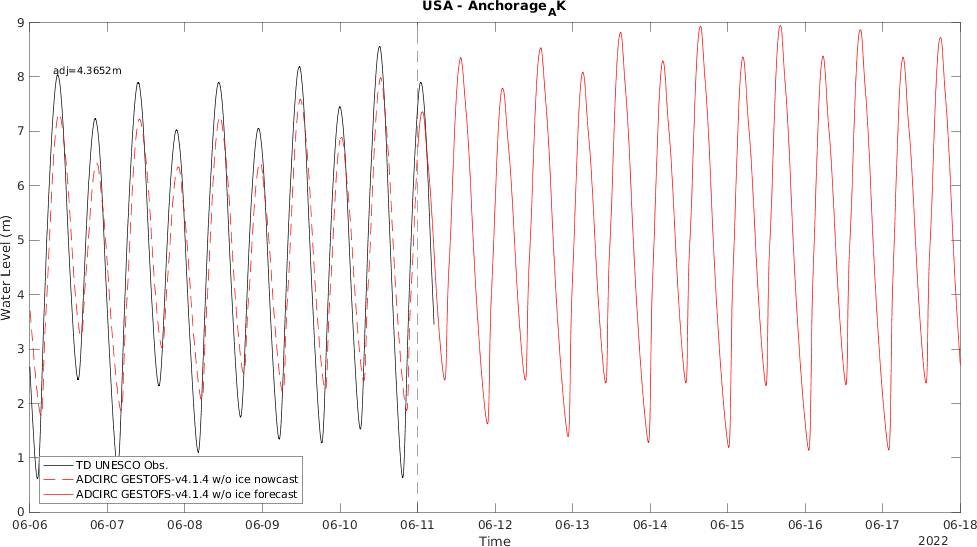 USA - Anchorage_AK
9
8
7
6
5
4
3
2
1
0
Water Level (m)
adj=4.3652m
TD UNESCO Obs.
ADCIRC GESTOFS-v4.1.4 w/o ice nowcast
ADCIRC GESTOFS-v4.1.4 w/o ice forecast
06-06 06-07 06-08 06-09 06-10 06-11 06-12 06-13 06-14 06-15 06-16 06-17 06-18
Time
2022